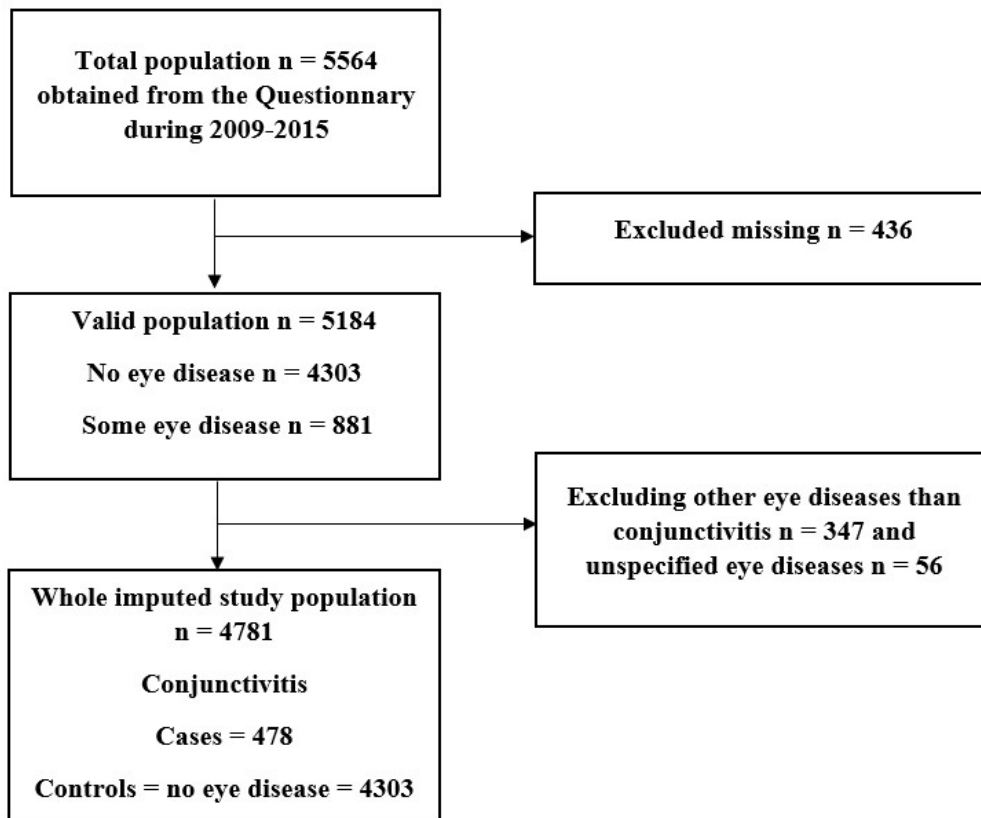 Total population n = 5564
obtained from the Questionnary
during 2009-2015
Excluded missing n = 436
Valid population n = 5184
No eye disease n = 4303
Some eye disease n = 881
Excluding other eye diseases than
conjunctivitis n = 347 and
unspecified eye diseases n = 56
Whole imputed study population
n = 4781
Conjunctivitis
Cases = 478
Controls = no eye disease = 4303